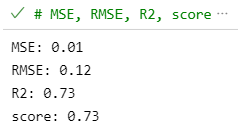 # MSE, RMSE, R2, score ...
MSE: 0.01
RMSE: 0.12
R2: 0.73
score: 0.73